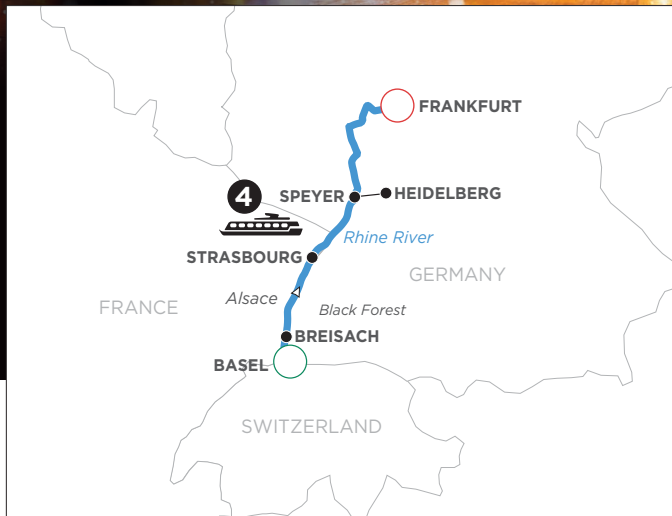 FRANKFURT
4
SPEYER
HEIDELBERG
Rhine River
STRASBOURG
GERMANY
Alsace
FRANCE
Black Forest
BREISACH
BASEL
SWITZERLAND